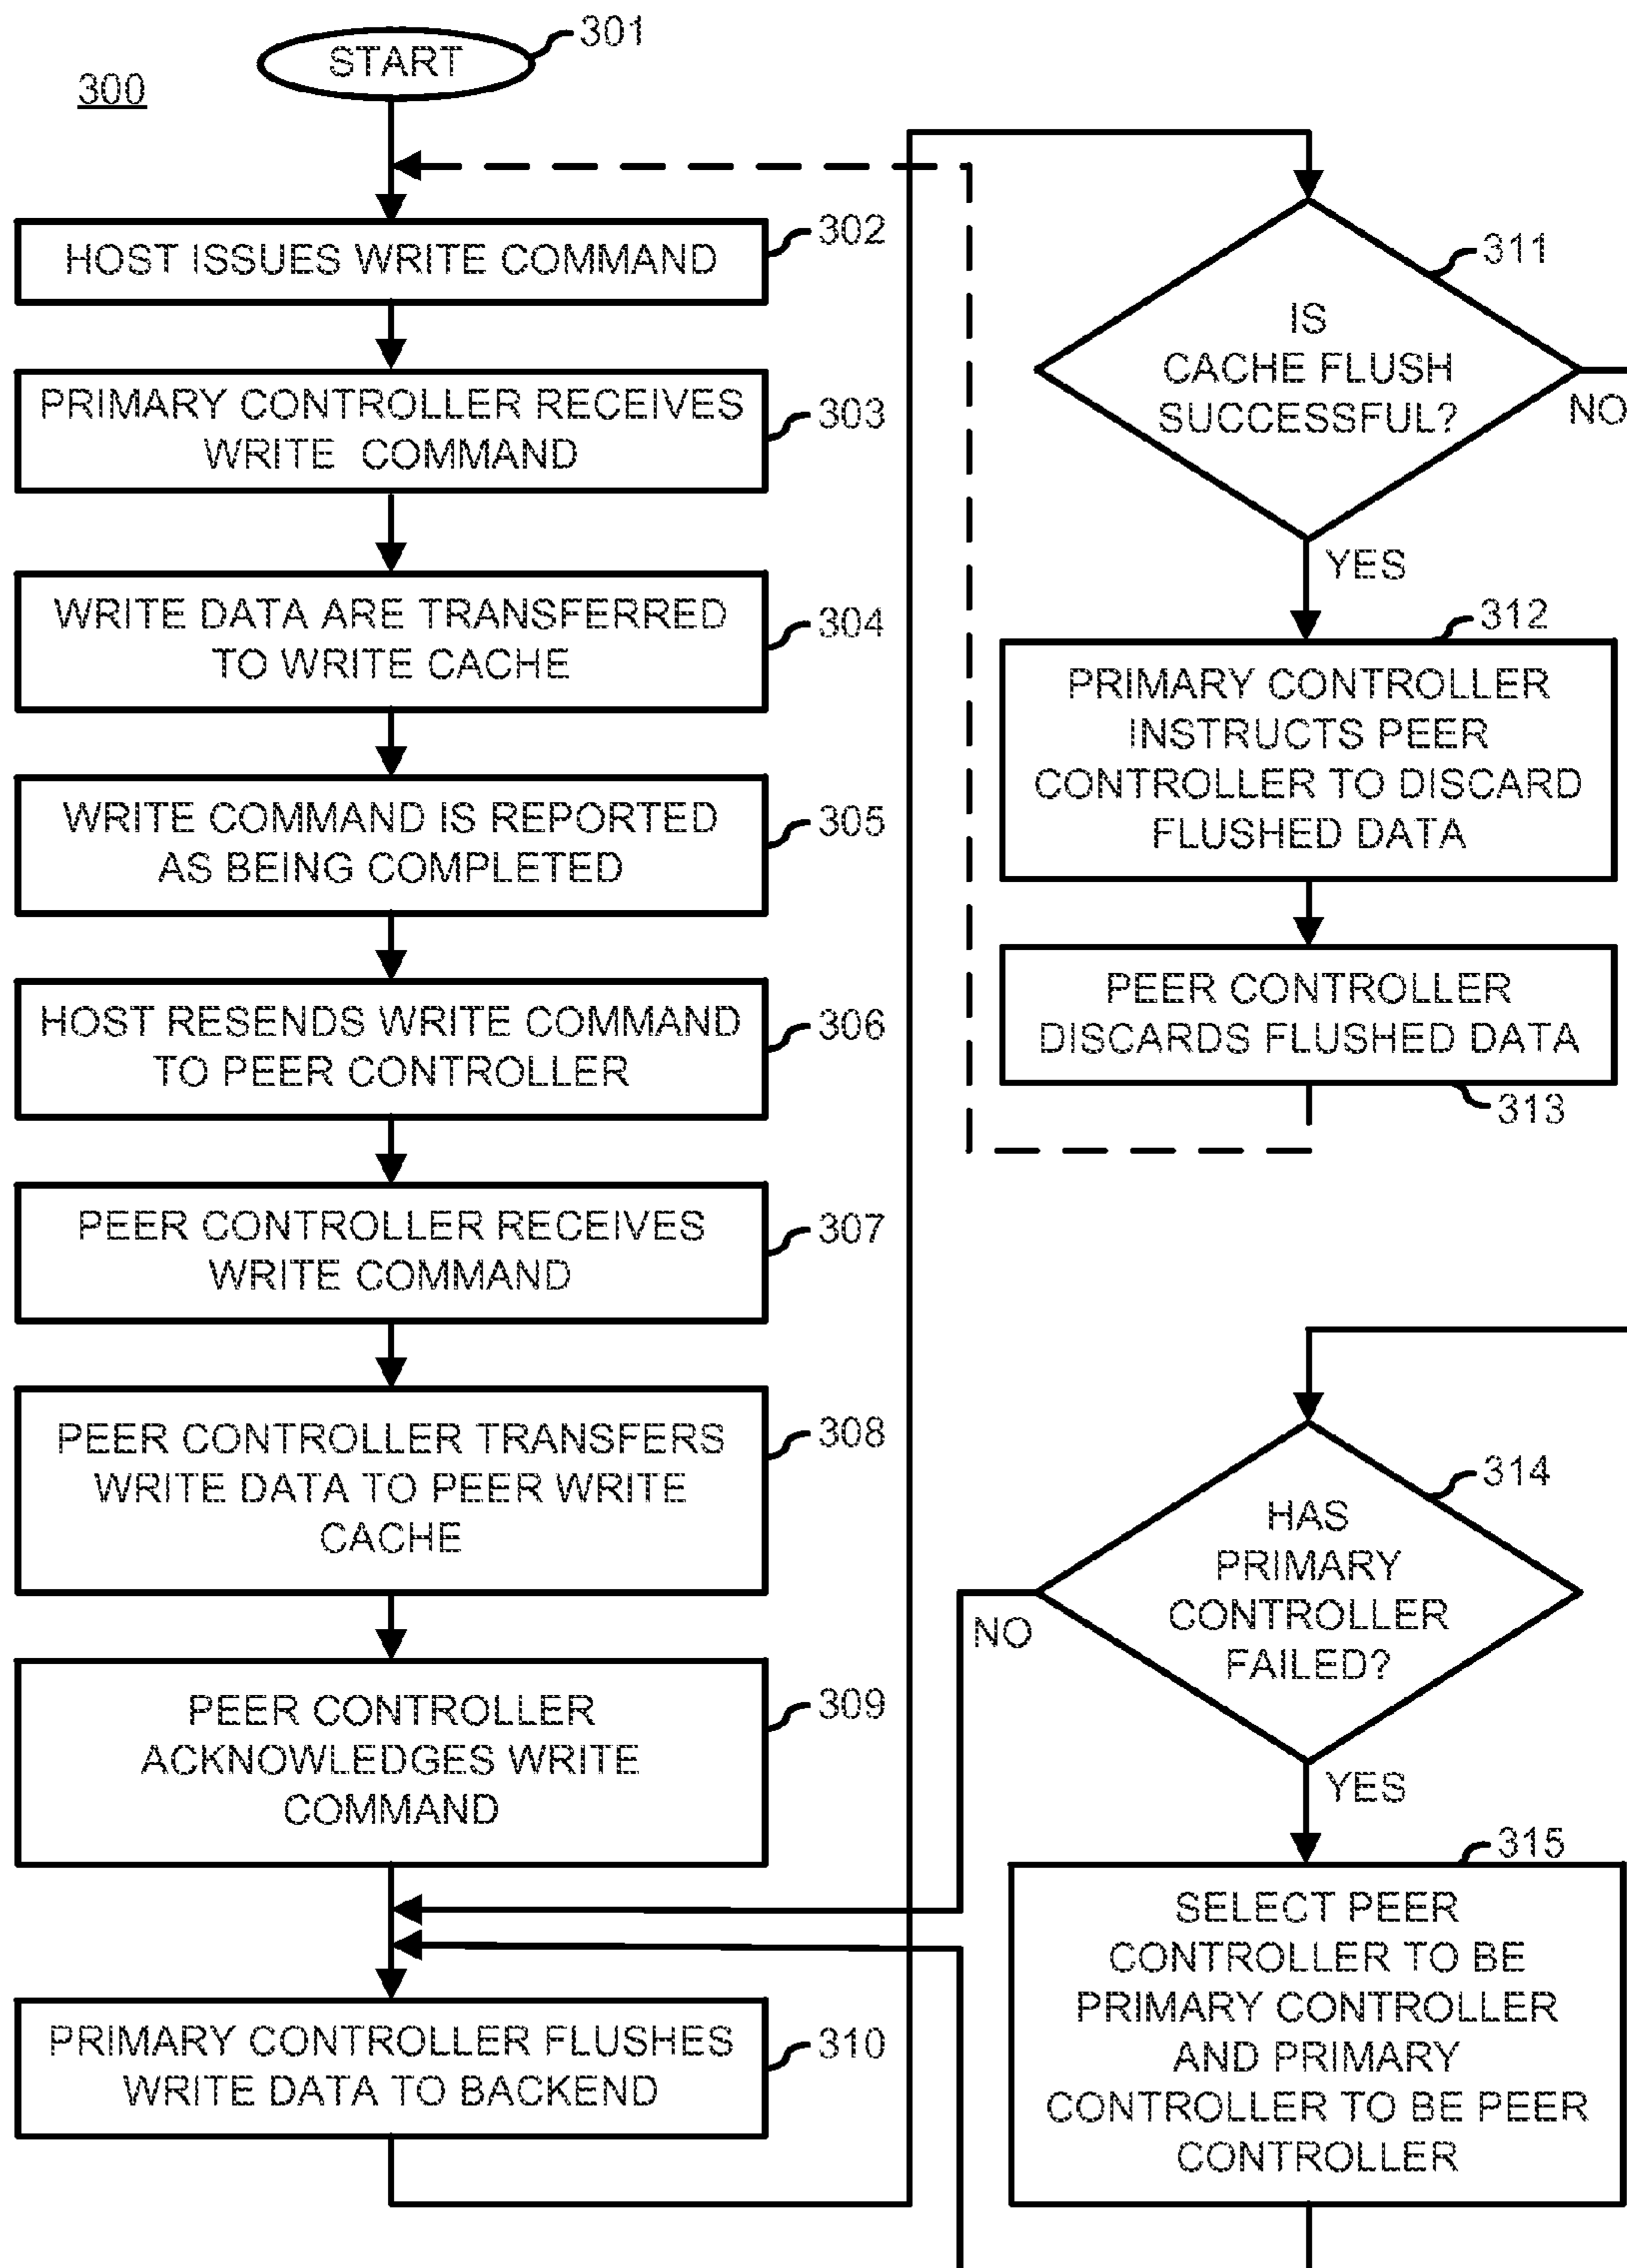 300
START
301
HOST ISSUES WRITE COMMAND
302
PRIMARY CONTROLLER RECEIVES
WRITE COMMAND
303
WRITE DATA ARE TRANSFERRED
TO WRITE CACHE
304
WRITE COMMAND IS REPORTED
AS BEING COMPLETED
305
HOST RESENDS WRITE COMMAND
TO PEER CONTROLLER
306
PEER CONTROLLER RECEIVES
WRITE COMMAND
307
PEER CONTROLLER TRANSFERS
WRITE DATA TO PEER WRITE
CACHE
308
PEER CONTROLLER
ACKNOWLEDGES WRITE
COMMAND
309
PRIMARY CONTROLLER FLUSHES
WRITE DATA TO BACKEND
310
IS
CACHE FLUSH
SUCCESSFUL?
311
NO
YES
312
PRIMARY CONTROLLER
INSTRUCTS PEER
CONTROLLER TO DISCARD
FLUSHED DATA
PEER CONTROLLER
DISCARDS FLUSHED DATA
313
HAS
PRIMARY
CONTROLLER
FAILED?
314
NO
YES
315
SELECT PEER
CONTROLLER TO BE
PRIMARY CONTROLLER
AND PRIMARY
CONTROLLER TO BE PEER
CONTROLLER